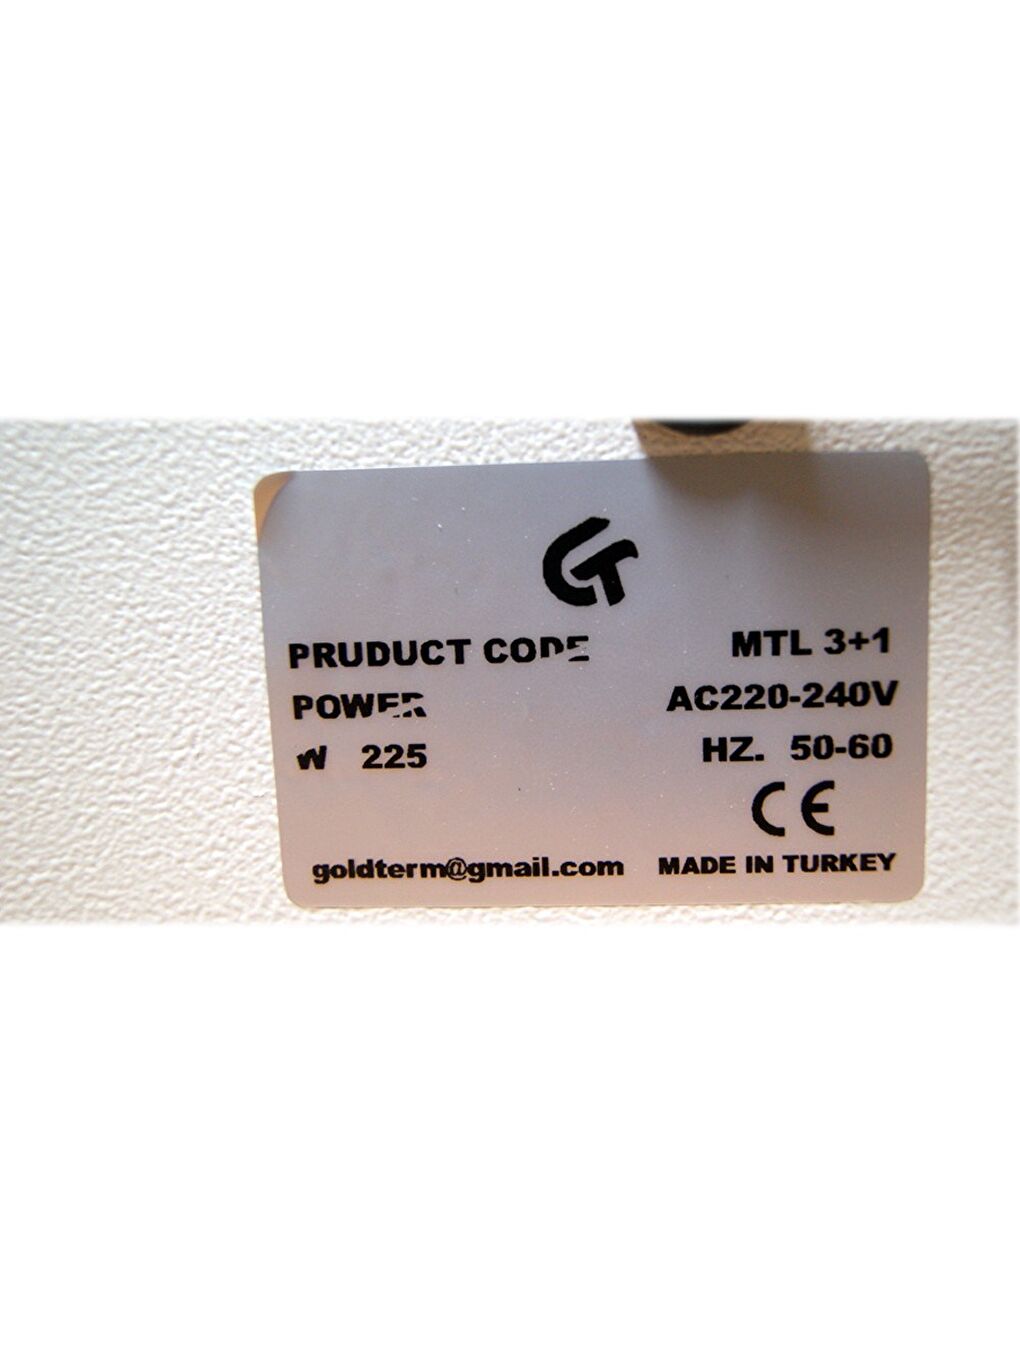 GT
PRUDUCT CODE MTL 3+1
POWER AC220-240V
W 225 HZ. 50-60
CE
goldterm@gmail.com MADE IN TURKEY